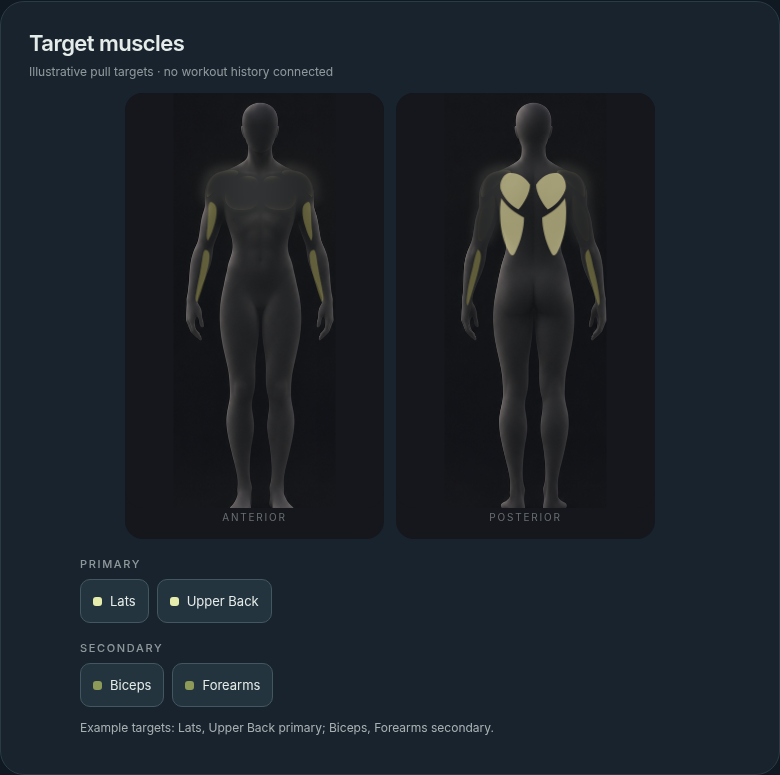 Target muscles
Illustrative pull targets · no workout history connected
ANTERIOR
POSTERIOR
PRIMARY
Lats
Upper Back
SECONDARY
Biceps
Forearms
Example targets: Lats, Upper Back primary; Biceps, Forearms secondary.